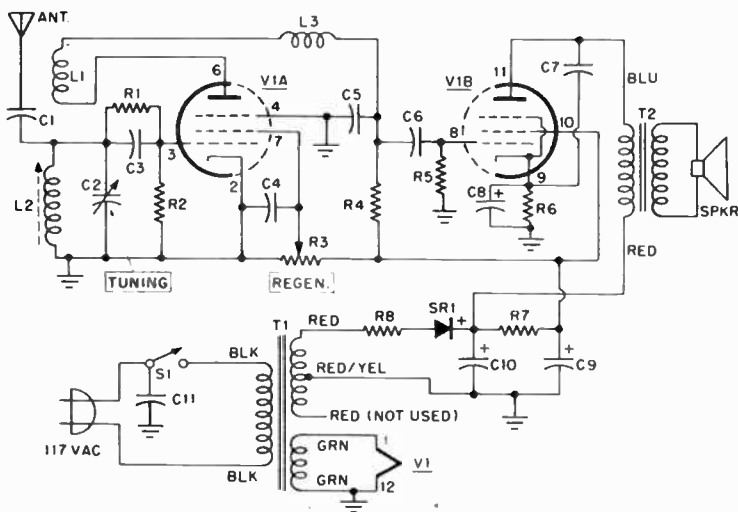 ANT.
L3
L1
6
V1A
R1
4
C5
7
C1
C3
3
2
C4
C2
L2
R2
R3
R4
TUNING
REGEN.
11
V1B
C7
BLU
10
T2
C6
8
9
R5
C8 +
R6
SPKR
RED
T1
RED
R8
SR1
+
R7
BLK
S1
RED/YEL
+
C10
+
C9
C11
RED (NOT USED)
117 VAC
GRN
1
V1
BLK
GRN
12